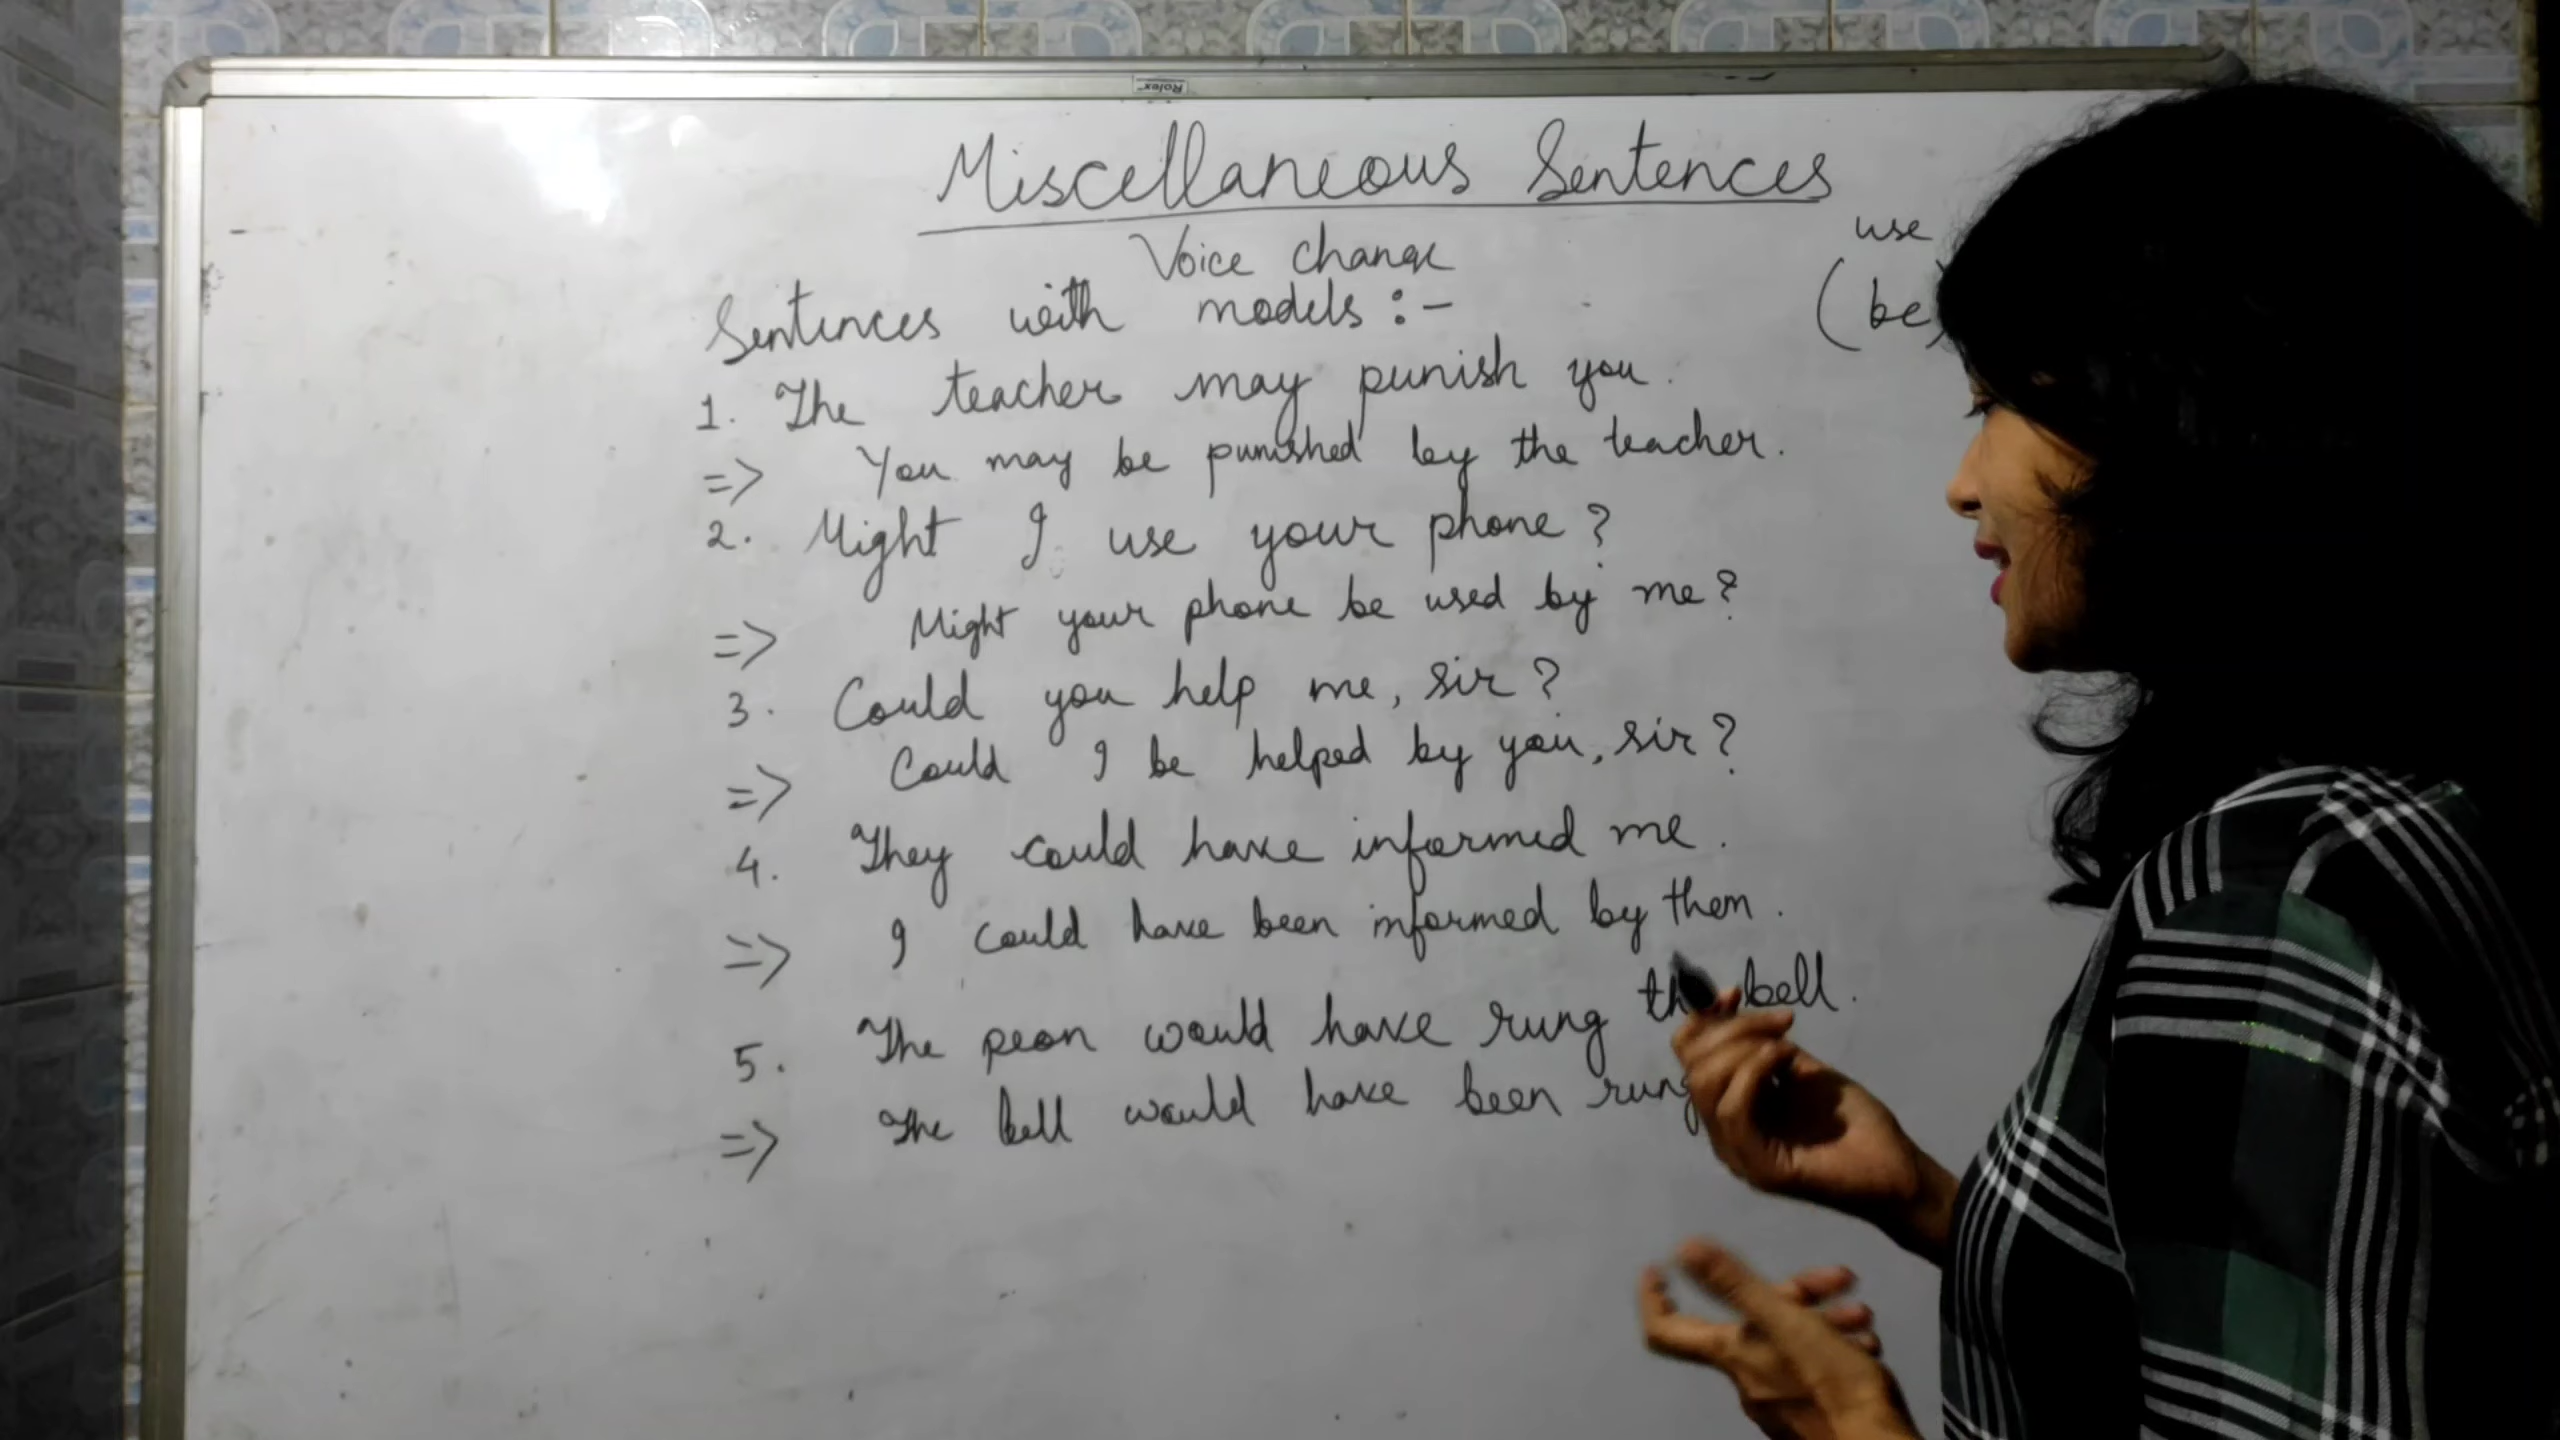 Rolex
Miscellaneous Sentences
Voice change
use
(be)
Sentences with models :-
1. The teacher may punish you.
=> You may be punished by the teacher.
2. Might I use your phone?
=> Might your phone be used by me?
3. Could you help me, sir?
=> Could I be helped by you, sir?
4. They could have informed me.
=> I could have been informed by them.
5. The peon would have rung the bell.
=> The bell would have been rung